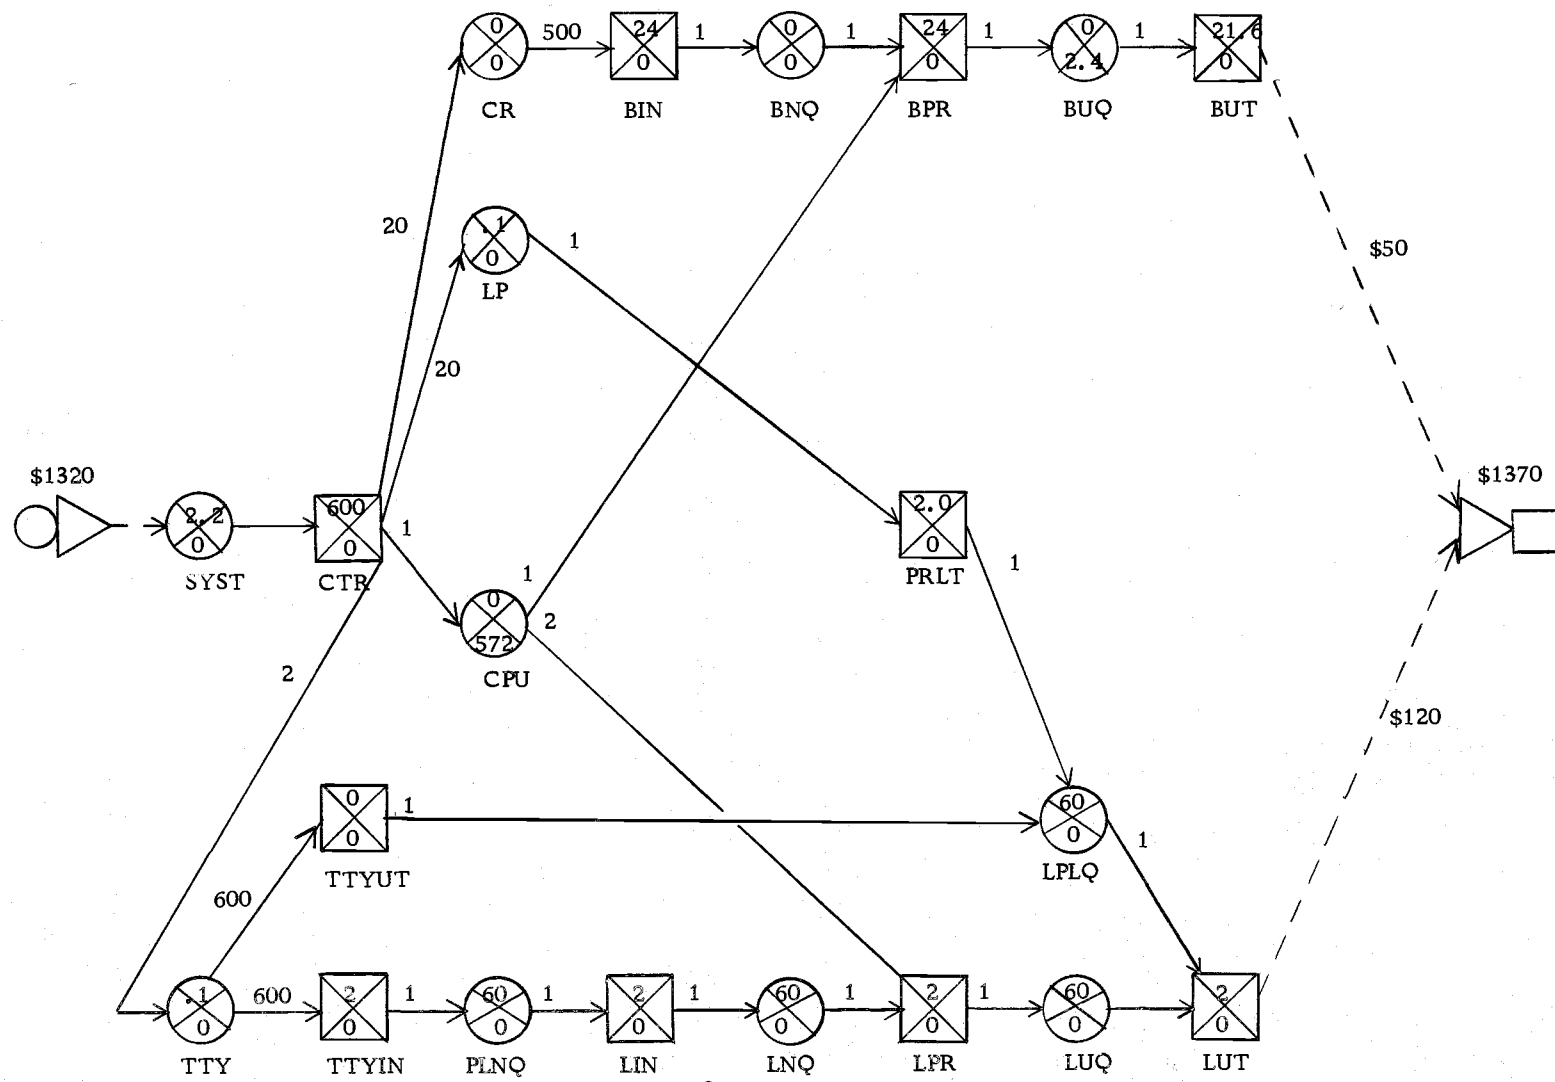 0 500 24 1 0 1 24 1 0 1 21.6
0 0 0 0 2.4 0
CR BIN BNQ BPR BUQ BUT
20 .1 1 $50
0
LP
20
$1320 $1370
2.2 600 1 2.0
0 0 0
SYST CTR PRLT
1 1
0 2
572
CPU
2
$120
0 1 60
0 0 1
TTYUT LPLQ
600
.1 600 2 1 60 1 2 1 60 1 2 1 60 2
0 0 0 0 0 0 0 0
TTY TTYIN PLNQ LIN LNQ LPR LUQ LUT